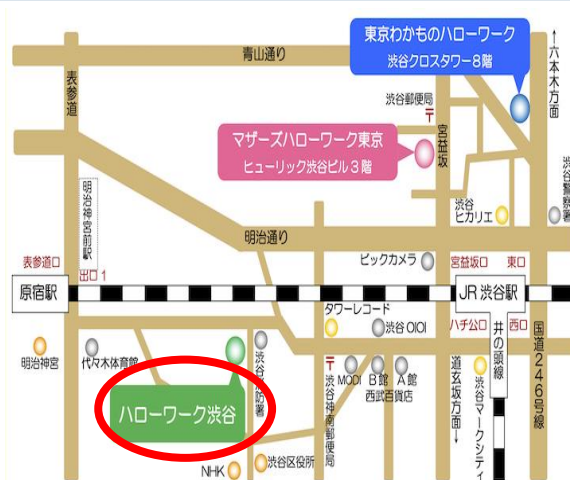 東京わかものハローワーク
渋谷クロスタワー8階
←六本木方面
青山通り
表参道
渋谷郵便局
〒
宮益坂
マザーズハローワーク東京
ヒューリック渋谷ビル3階
渋谷警察署
明治神宮前駅
渋谷
ヒカリエ
明治通り
ビックカメラ
宮益坂口
東口
表参道口
出口1
原宿駅
JR 渋谷駅
タワーレコード
渋谷 OIOI
ハチ公口
西口
井の頭線
国道246号線
明治神宮
代々木体育館
渋谷消防署
〒
渋谷神南郵便局
MODI
B館
A館
西武百貨店
道玄坂方面→
渋谷マークシティ
ハローワーク渋谷
NHK
渋谷区役所